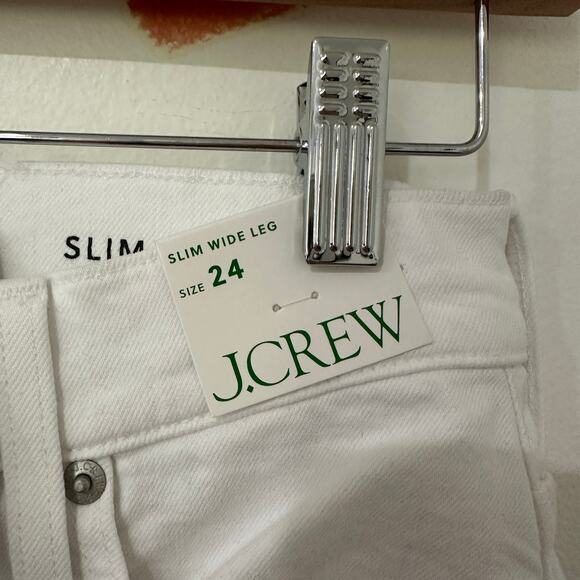 SLIM
SLIM WIDE LEG
SIZE 24
J.CREW